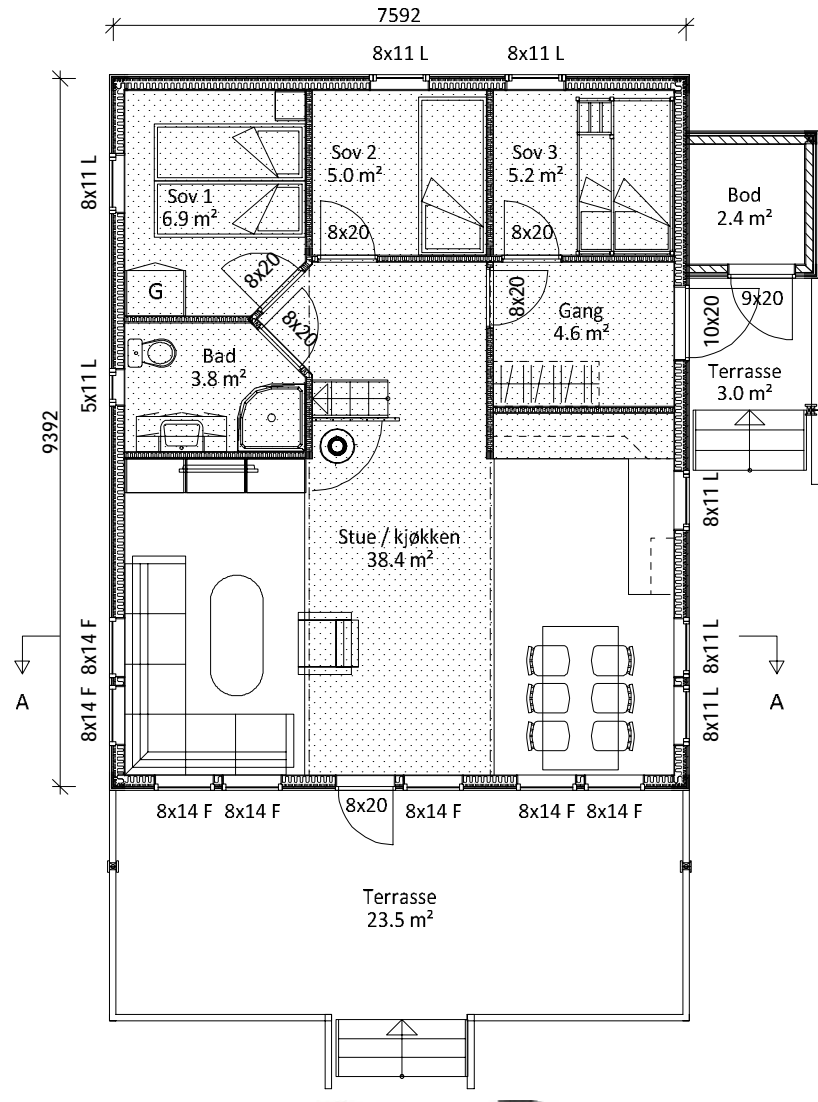 7592
8x11 L
8x11 L
8x11 L
Sov 1
6.9 m²
Sov 2
5.0 m²
Sov 3
5.2 m²
Bod
2.4 m²
8x20
8x20
8x20
G
8x20
8x20
Gang
4.6 m²
10x20
9x20
Bad
3.8 m²
5x11 L
Terrasse
3.0 m²
9392
8x11 L
Stue / kjøkken
38.4 m²
8x14 F
8x11 L
A
A
8x14 F
8x11 L
8x14 F
8x14 F
8x20
8x14 F
8x14 F
8x14 F
Terrasse
23.5 m²